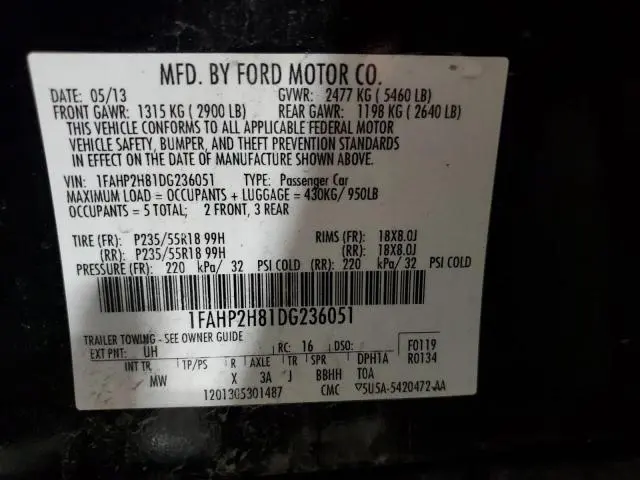 MFD. BY FORD MOTOR CO.
DATE: 05/13 GVWR: 2477 KG ( 5460 LB)
FRONT GAWR: 1315 KG ( 2900 LB) REAR GAWR: 1198 KG ( 2640 LB)
THIS VEHICLE CONFORMS TO ALL APPLICABLE FEDERAL MOTOR
VEHICLE SAFETY, BUMPER, AND THEFT PREVENTION STANDARDS
IN EFFECT ON THE DATE OF MANUFACTURE SHOWN ABOVE.
VIN: 1FAHP2H81DG236051 TYPE: Passenger Car
MAXIMUM LOAD = OCCUPANTS + LUGGAGE = 430KG/ 950LB
OCCUPANTS = 5 TOTAL; 2 FRONT, 3 REAR
TIRE (FR): P235/55R18 99H RIMS (FR): 18X8.0J
(RR): P235/55R18 99H (RR): 18X8.0J
PRESSURE (FR): 220 kPa/ 32 PSI COLD (RR): 220 kPa/ 32 PSI COLD
1FAHP2H81DG236051
TRAILER TOWING - SEE OWNER GUIDE
EXT PNT: UH RC: 16 DSO: F0119
INT TR TP/PS R AXLE TR SPR DPH1A R0134
MW X 3A J BBHH TOA
1201305301487 CMC ▽5U5A-5420472-AA